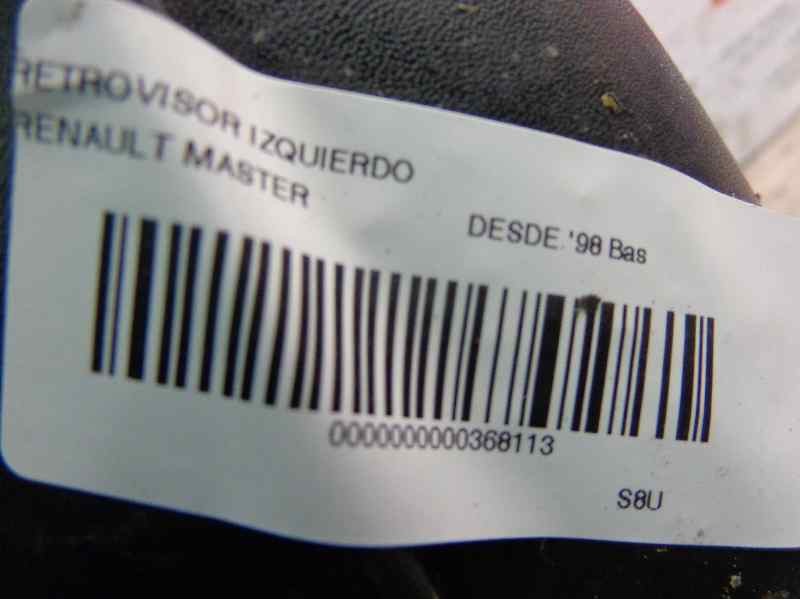 RETROVISOR IZQUIERDO
RENAULT MASTER
DESDE.'98 Bas
0000000000368113
S8U